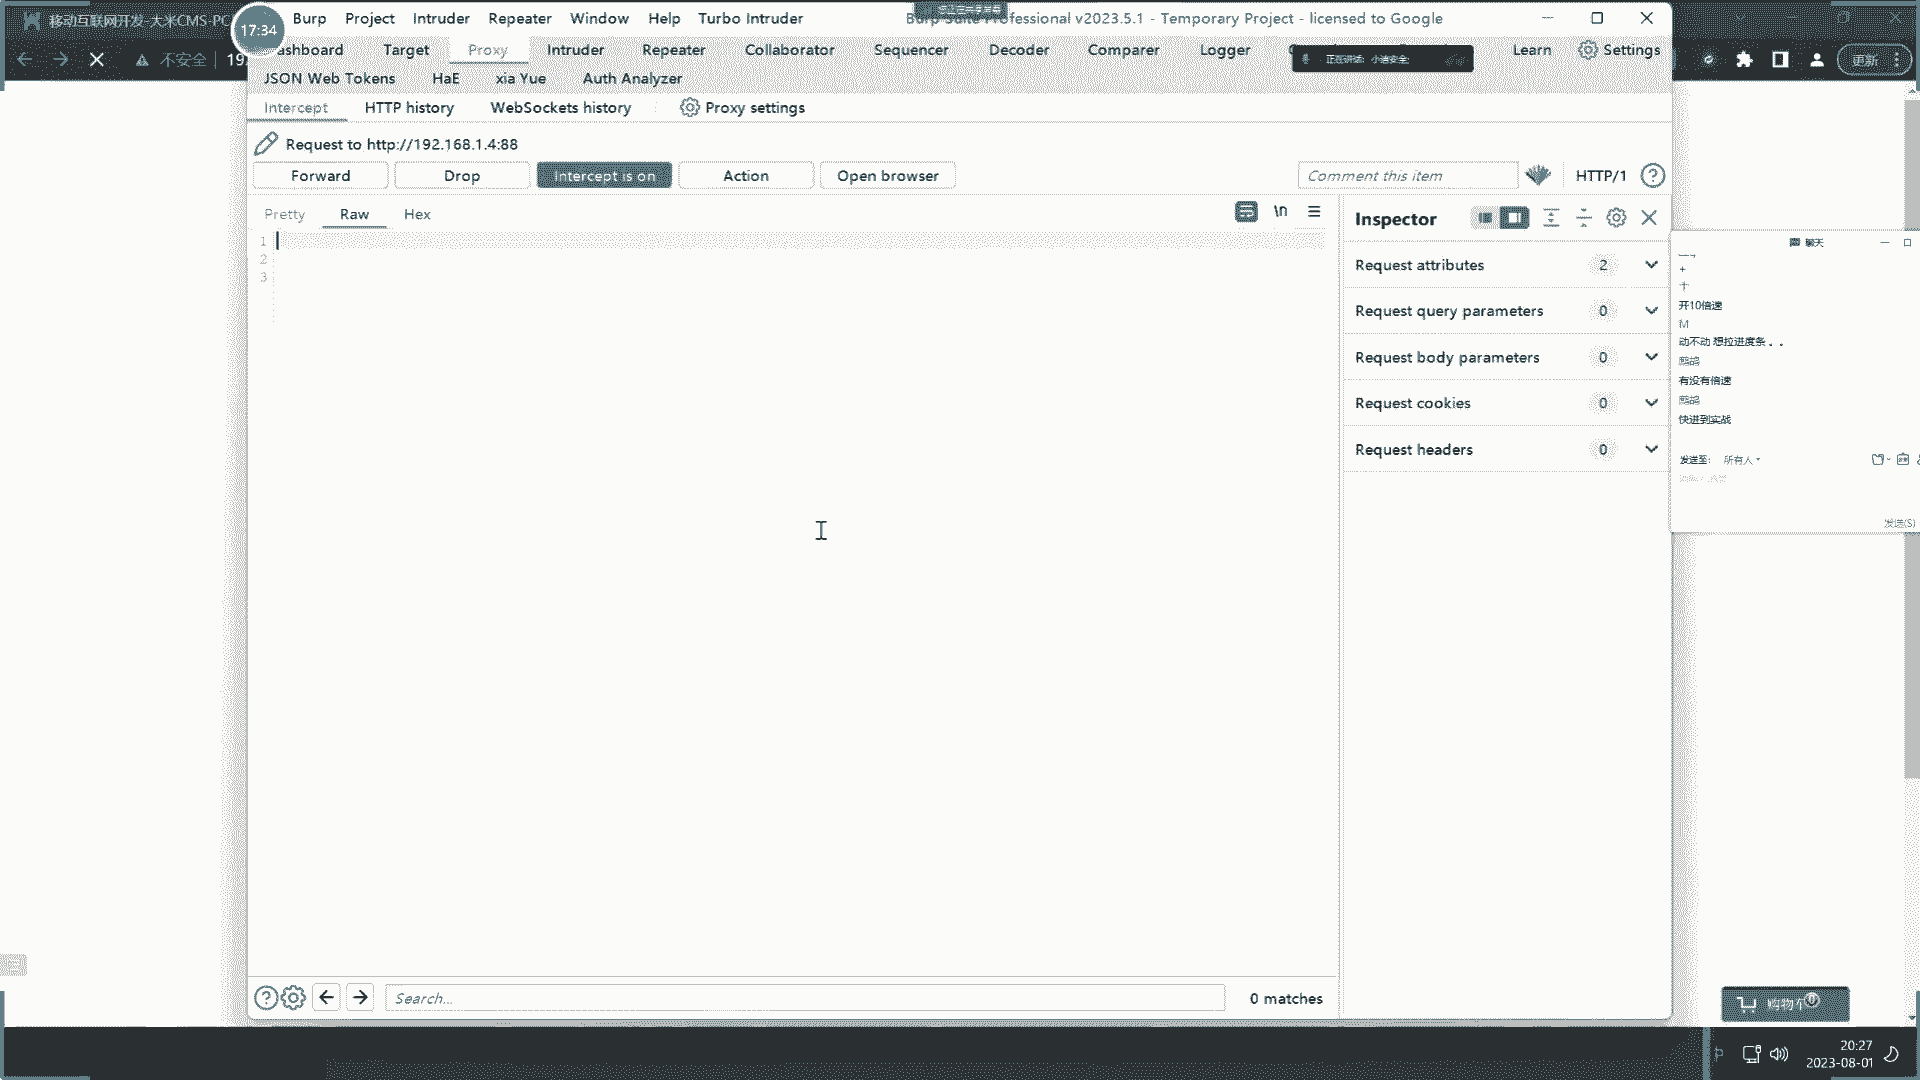 移动互联网开发-大米CMS-PC
17:34
Burp Project Intruder Repeater Window Help Turbo Intruder
Burp Suite Professional v2023.5.1 - Temporary Project - licensed to Google
不安全
19
更新
ashboard Target Proxy Intruder Repeater Collaborator Sequencer Decoder Comparer Logger Learn Settings
正在讲话: 小迪安全;
JSON Web Tokens HaE xia Yue Auth Analyzer
Intercept HTTP history WebSockets history Proxy settings
Request to http://192.168.1.4:88
Forward Drop Intercept is on Action Open browser
Comment this item
HTTP/1
Pretty Raw Hex
\n
1
2
3
Inspector
Request attributes 2
Request query parameters 0
Request body parameters 0
Request cookies 0
Request headers 0
聊天
开10倍速
M
动不动 想拉进度条。。
有没有倍速
快进到实战
发送至: 所有人
发送(S)
Search...
0 matches
购物车
0
20:27
2023-08-01